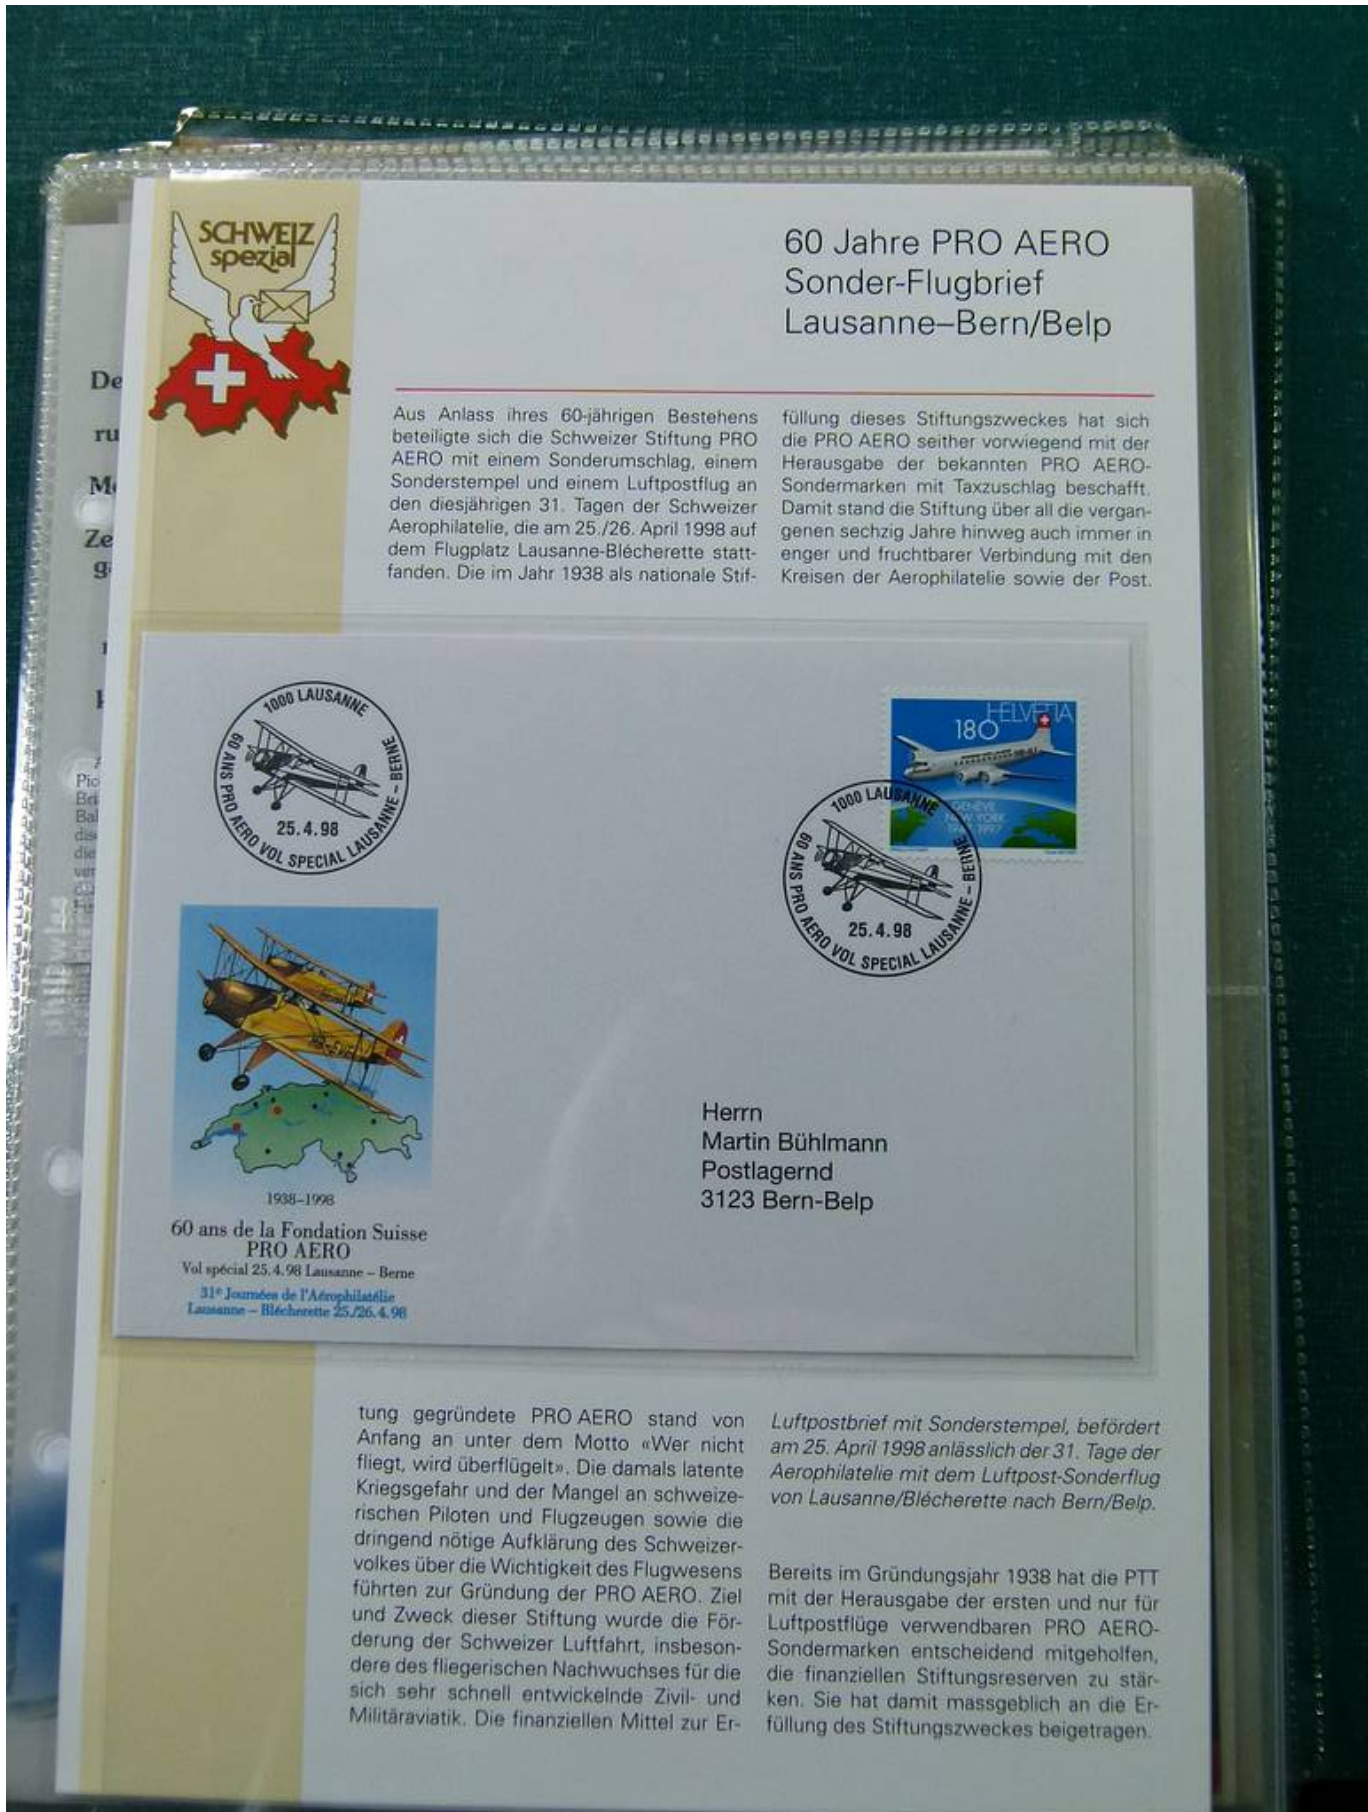 SCHWEIZ
spezial
60 Jahre PRO AERO
Sonder-Flugbrief
Lausanne–Bern/Belp
Aus Anlass ihres 60-jährigen Bestehens
beteiligte sich die Schweizer Stiftung PRO
AERO mit einem Sonderumschlag, einem
Sonderstempel und einem Luftpostflug an
den diesjährigen 31. Tagen der Schweizer
Aerophilatelie, die am 25./26. April 1998 auf
dem Flugplatz Lausanne-Blécherette statt-
fanden. Die im Jahr 1938 als nationale Stif-
füllung dieses Stiftungszweckes hat sich
die PRO AERO seither vorwiegend mit der
Herausgabe der bekannten PRO AERO-
Sondermarken mit Taxzuschlag beschafft.
Damit stand die Stiftung über all die vergan-
genen sechzig Jahre hinweg auch immer in
enger und fruchtbarer Verbindung mit den
Kreisen der Aerophilatelie sowie der Post.
1000 LAUSANNE
60 ANS PRO AERO VOL SPECIAL LAUSANNE – BERNE
25.4.98
HELVETIA
180
GENÈVE
NEW YORK
1947-1997
1000 LAUSANNE
60 ANS PRO AERO VOL SPECIAL LAUSANNE – BERNE
25.4.98
1938–1998
60 ans de la Fondation Suisse
PRO AERO
Vol spécial 25.4.98 Lausanne – Berne
31e Journées de l'Aérophilatélie
Lausanne – Blécherette 25./26.4.98
Herrn
Martin Bühlmann
Postlagernd
3123 Bern-Belp
tung gegründete PRO AERO stand von
Anfang an unter dem Motto «Wer nicht
fliegt, wird überflügelt». Die damals latente
Kriegsgefahr und der Mangel an schweize-
rischen Piloten und Flugzeugen sowie die
dringend nötige Aufklärung des Schweizer-
volkes über die Wichtigkeit des Flugwesens
führten zur Gründung der PRO AERO. Ziel
und Zweck dieser Stiftung wurde die För-
derung der Schweizer Luftfahrt, insbeson-
dere des fliegerischen Nachwuchses für die
sich sehr schnell entwickelnde Zivil- und
Militäraviatik. Die finanziellen Mittel zur Er-
Luftpostbrief mit Sonderstempel, befördert
am 25. April 1998 anlässlich der 31. Tage der
Aerophilatelie mit dem Luftpost-Sonderflug
von Lausanne/Blécherette nach Bern/Belp.
Bereits im Gründungsjahr 1938 hat die PTT
mit der Herausgabe der ersten und nur für
Luftpostflüge verwendbaren PRO AERO-
Sondermarken entscheidend mitgeholfen,
die finanziellen Stiftungsreserven zu stär-
ken. Sie hat damit massgeblich an die Er-
füllung des Stiftungszweckes beigetragen.